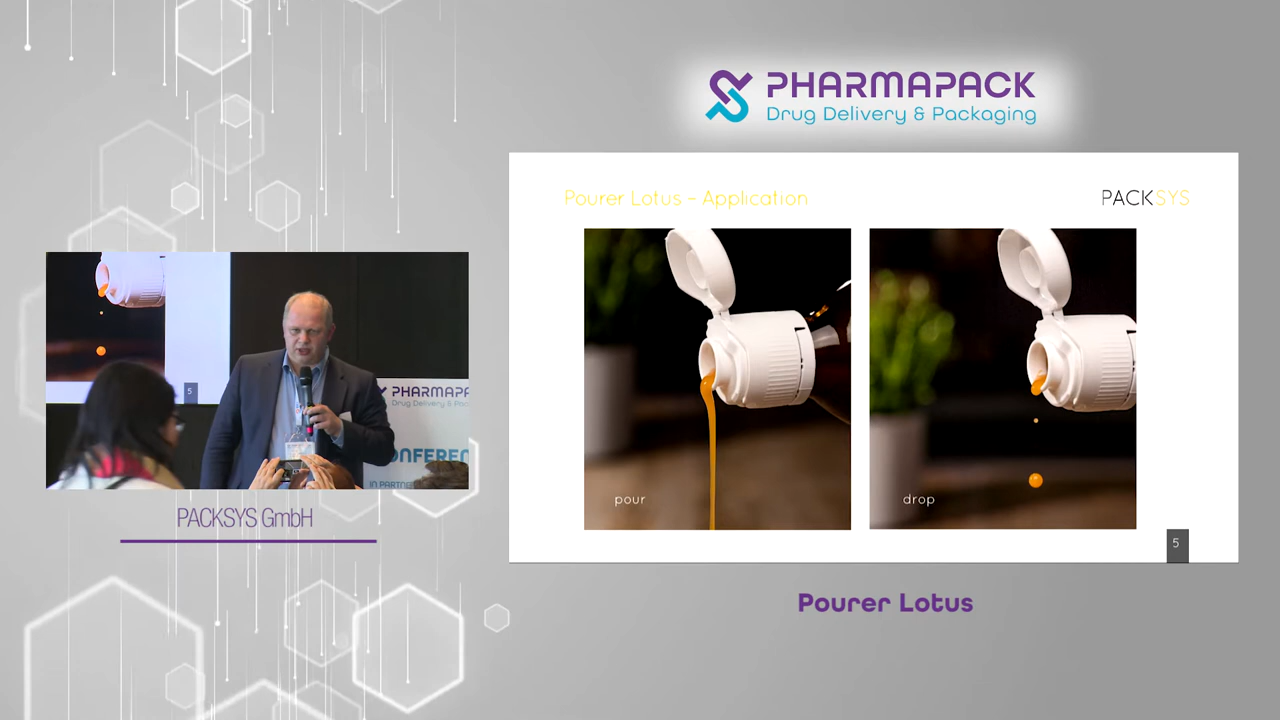 PHARMAPACK
Drug Delivery & Packaging
Pourer Lotus – Application
PACKSYS
pour
drop
5
5
PHARMAPA
Drug Delivery & Pac
ONFEREN
IN PARTNE
PACKSYS GmbH
Pourer Lotus